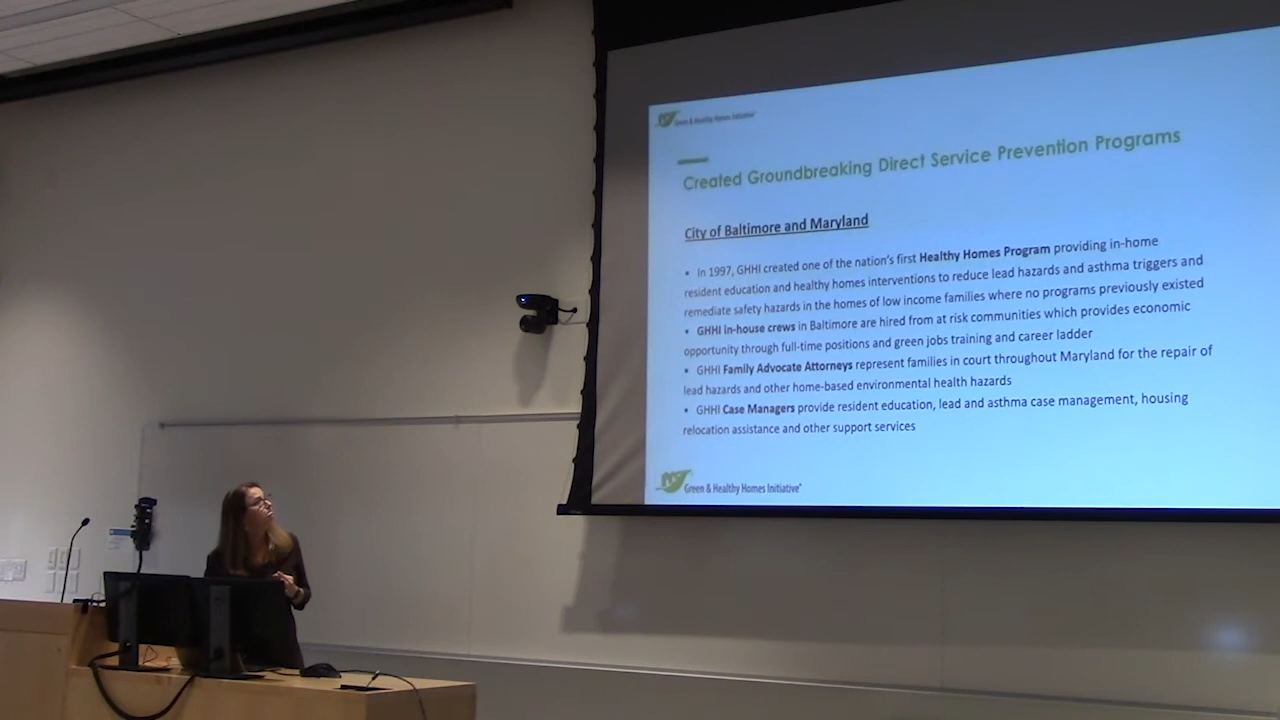 Green & Healthy Homes Initiative
Created Groundbreaking Direct Service Prevention Programs
City of Baltimore and Maryland
• In 1997, GHHI created one of the nation's first Healthy Homes Program providing in-home
resident education and healthy homes interventions to reduce lead hazards and asthma triggers and
remediate safety hazards in the homes of low income families where no programs previously existed
• GHHI in-house crews in Baltimore are hired from at risk communities which provides economic
opportunity through full-time positions and green jobs training and career ladder
• GHHI Family Advocate Attorneys represent families in court throughout Maryland for the repair of
lead hazards and other home-based environmental health hazards
• GHHI Case Managers provide resident education, lead and asthma case management, housing
relocation assistance and other support services
Green & Healthy Homes Initiative®